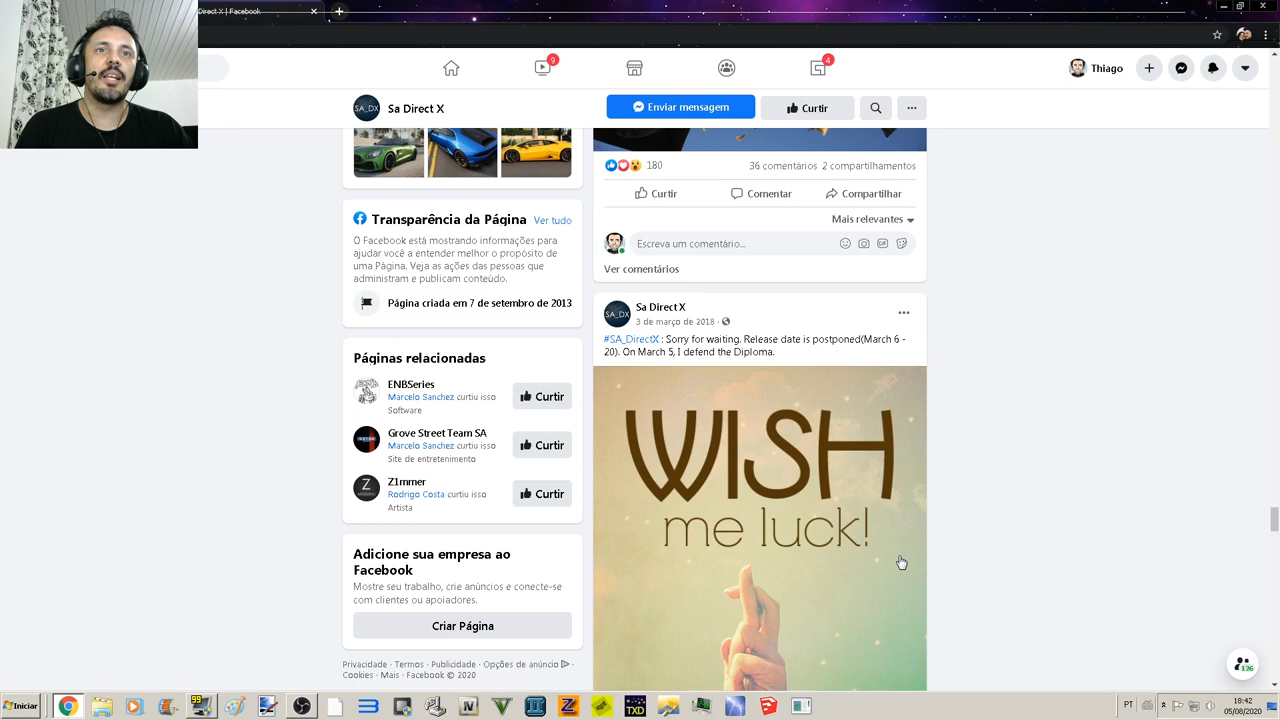 Direct X | Facebook
9
4
Thiago
SA_DX
Sa Direct X
Enviar mensagem
Curtir
180
36 comentários 2 compartilhamentos
Curtir
Comentar
Compartilhar
Mais relevantes
Escreva um comentário...
Ver comentários
Transparência da Página
Ver tudo
O Facebook está mostrando informações para
ajudar você a entender melhor o propósito de
uma Página. Veja as ações das pessoas que
administram e publicam conteúdo.
Página criada em 7 de setembro de 2013
Páginas relacionadas
ENBSeries
Marcelo Sanchez curtiu isso
Software
Curtir
Grove Street Team SA
Marcelo Sanchez curtiu isso
Site de entretenimento
Curtir
Z
Z1mmer
Rodrigo Costa curtiu isso
Artista
Curtir
Adicione sua empresa ao
Facebook
Mostre seu trabalho, crie anúncios e conecte-se
com clientes ou apoiadores.
Criar Página
Privacidade · Termos · Publicidade · Opções de anúncio ·
Cookies · Mais · Facebook © 2020
SA_DX
Sa Direct X
3 de março de 2018 ·
#SA_DirectX : Sorry for waiting. Release date is postponed(March 6 -
20). On March 5, I defend the Diploma.
WISH
me luck!
126
Iniciar
99
TXD
PT
18:42
05/08/2020